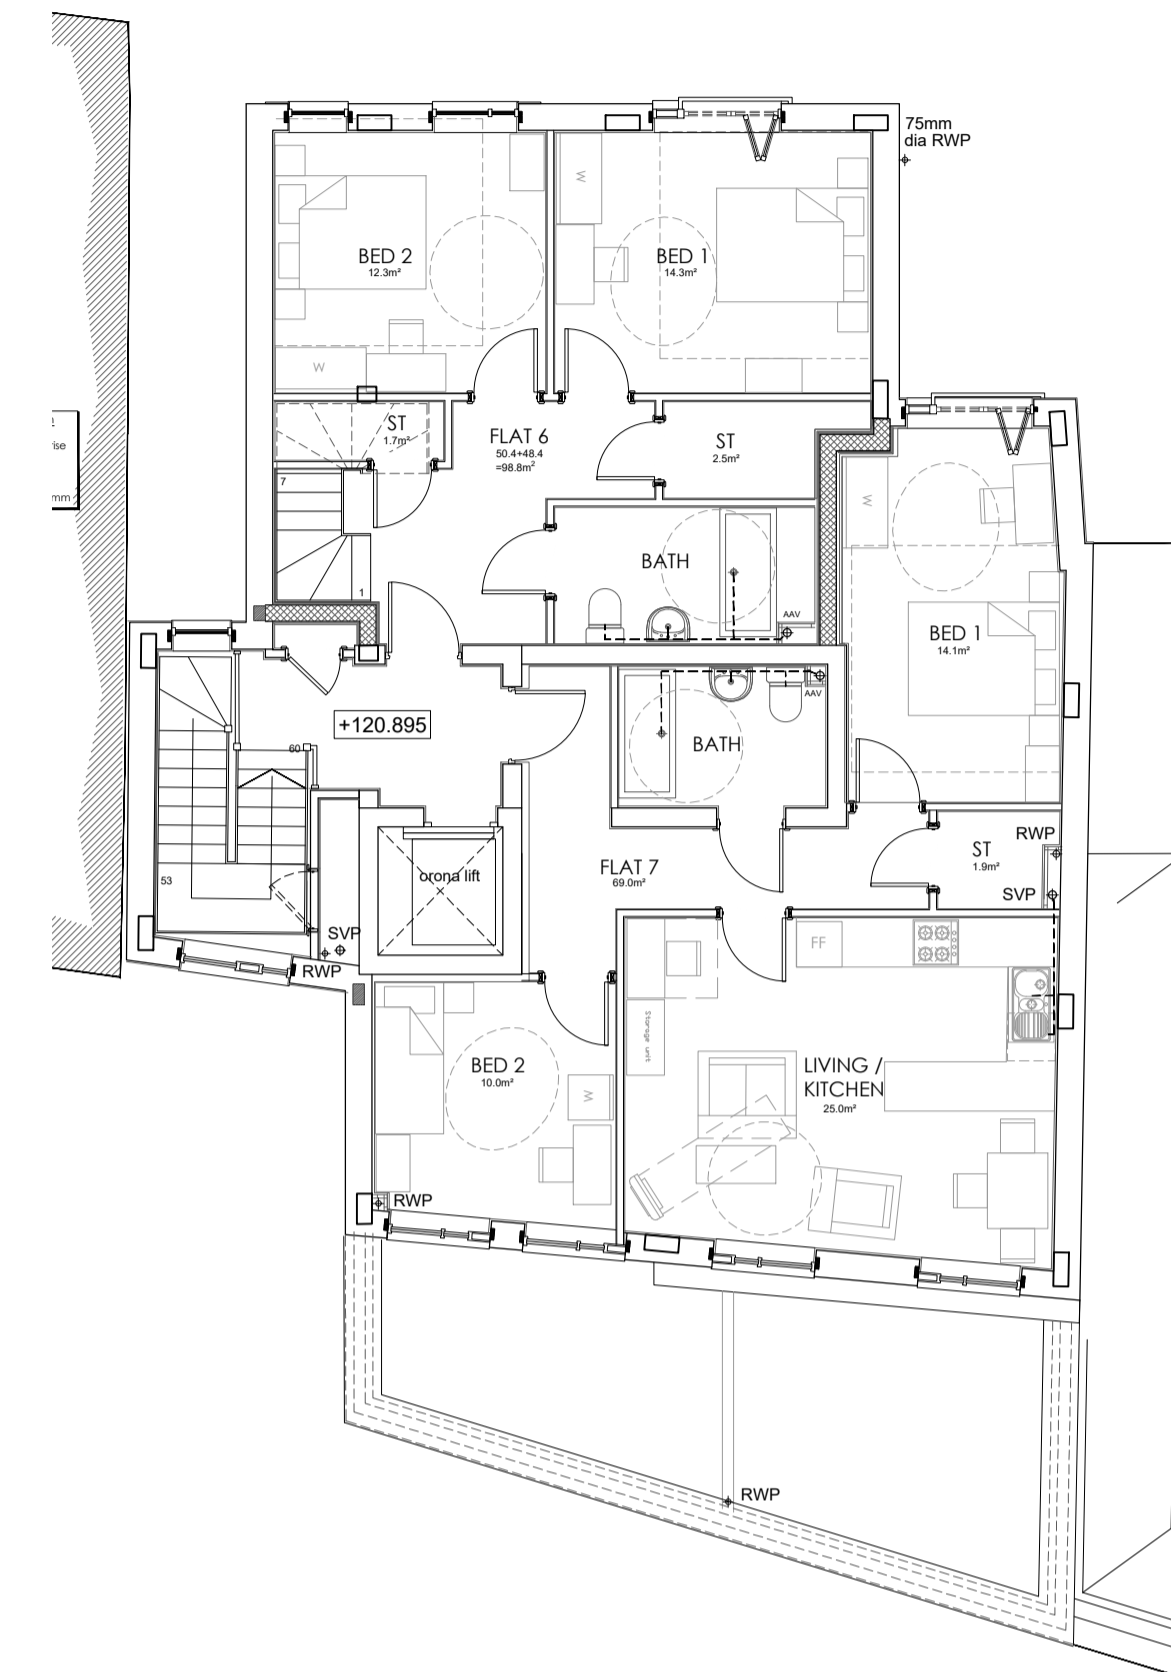 75mm
dia RWP
BED 2
12.3m²
W
BED 1
14.3m²
W
rise
mm
ST
1.7m²
FLAT 6
50.4+48.4
=98.8m²
ST
2.5m²
7
1
BATH
AAV
W
BED 1
14.1m²
+120.895
60
53
BATH
AAV
orona lift
SVP
RWP
FLAT 7
69.0m²
ST
1.9m²
RWP
SVP
FF
Storage unit
BED 2
10.0m²
W
RWP
LIVING /
KITCHEN
25.0m²
RWP